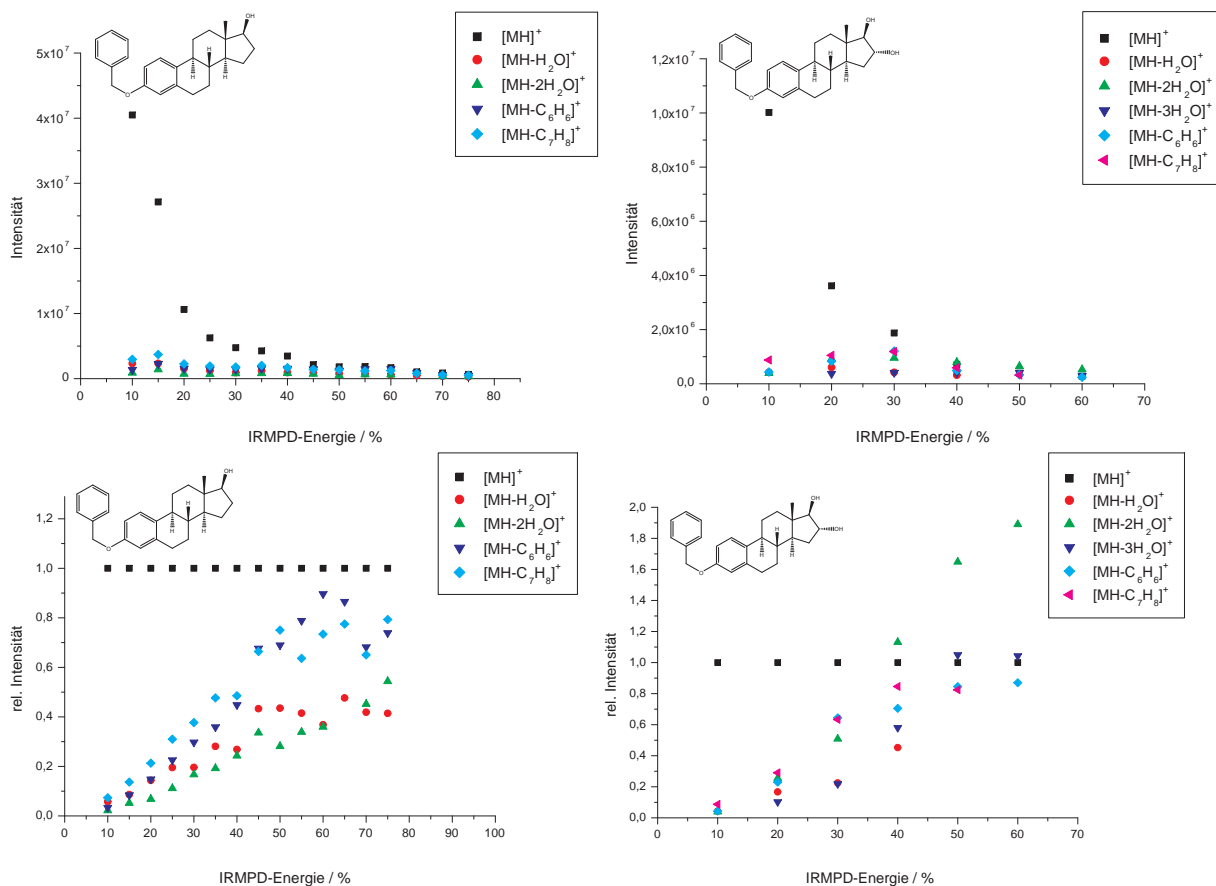 [MH]+
[MH-H2O]+
[MH-2H2O]+
[MH-C6H6]+
[MH-C7H8]+
OH
H
H
H
O
5x10^7
4x10^7
3x10^7
2x10^7
1x10^7
0
Intensität
0 10 20 30 40 50 60 70 80
IRMPD-Energie / %
[MH]+
[MH-H2O]+
[MH-2H2O]+
[MH-3H2O]+
[MH-C6H6]+
[MH-C7H8]+
OH
OH
H
H
H
O
1,2x10^7
1,0x10^7
8,0x10^6
6,0x10^6
4,0x10^6
2,0x10^6
0,0
Intensität
0 10 20 30 40 50 60 70
IRMPD-Energie / %
[MH]+
[MH-H2O]+
[MH-2H2O]+
[MH-C6H6]+
[MH-C7H8]+
OH
H
H
H
O
1,2
1,0
0,8
0,6
0,4
0,2
0,0
rel. Intensität
0 10 20 30 40 50 60 70 80 90 100
IRMPD-Energie / %
[MH]+
[MH-H2O]+
[MH-2H2O]+
[MH-3H2O]+
[MH-C6H6]+
[MH-C7H8]+
OH
OH
H
H
H
O
2,0
1,8
1,6
1,4
1,2
1,0
0,8
0,6
0,4
0,2
0,0
rel. Intensität
0 10 20 30 40 50 60 70
IRMPD-Energie / %